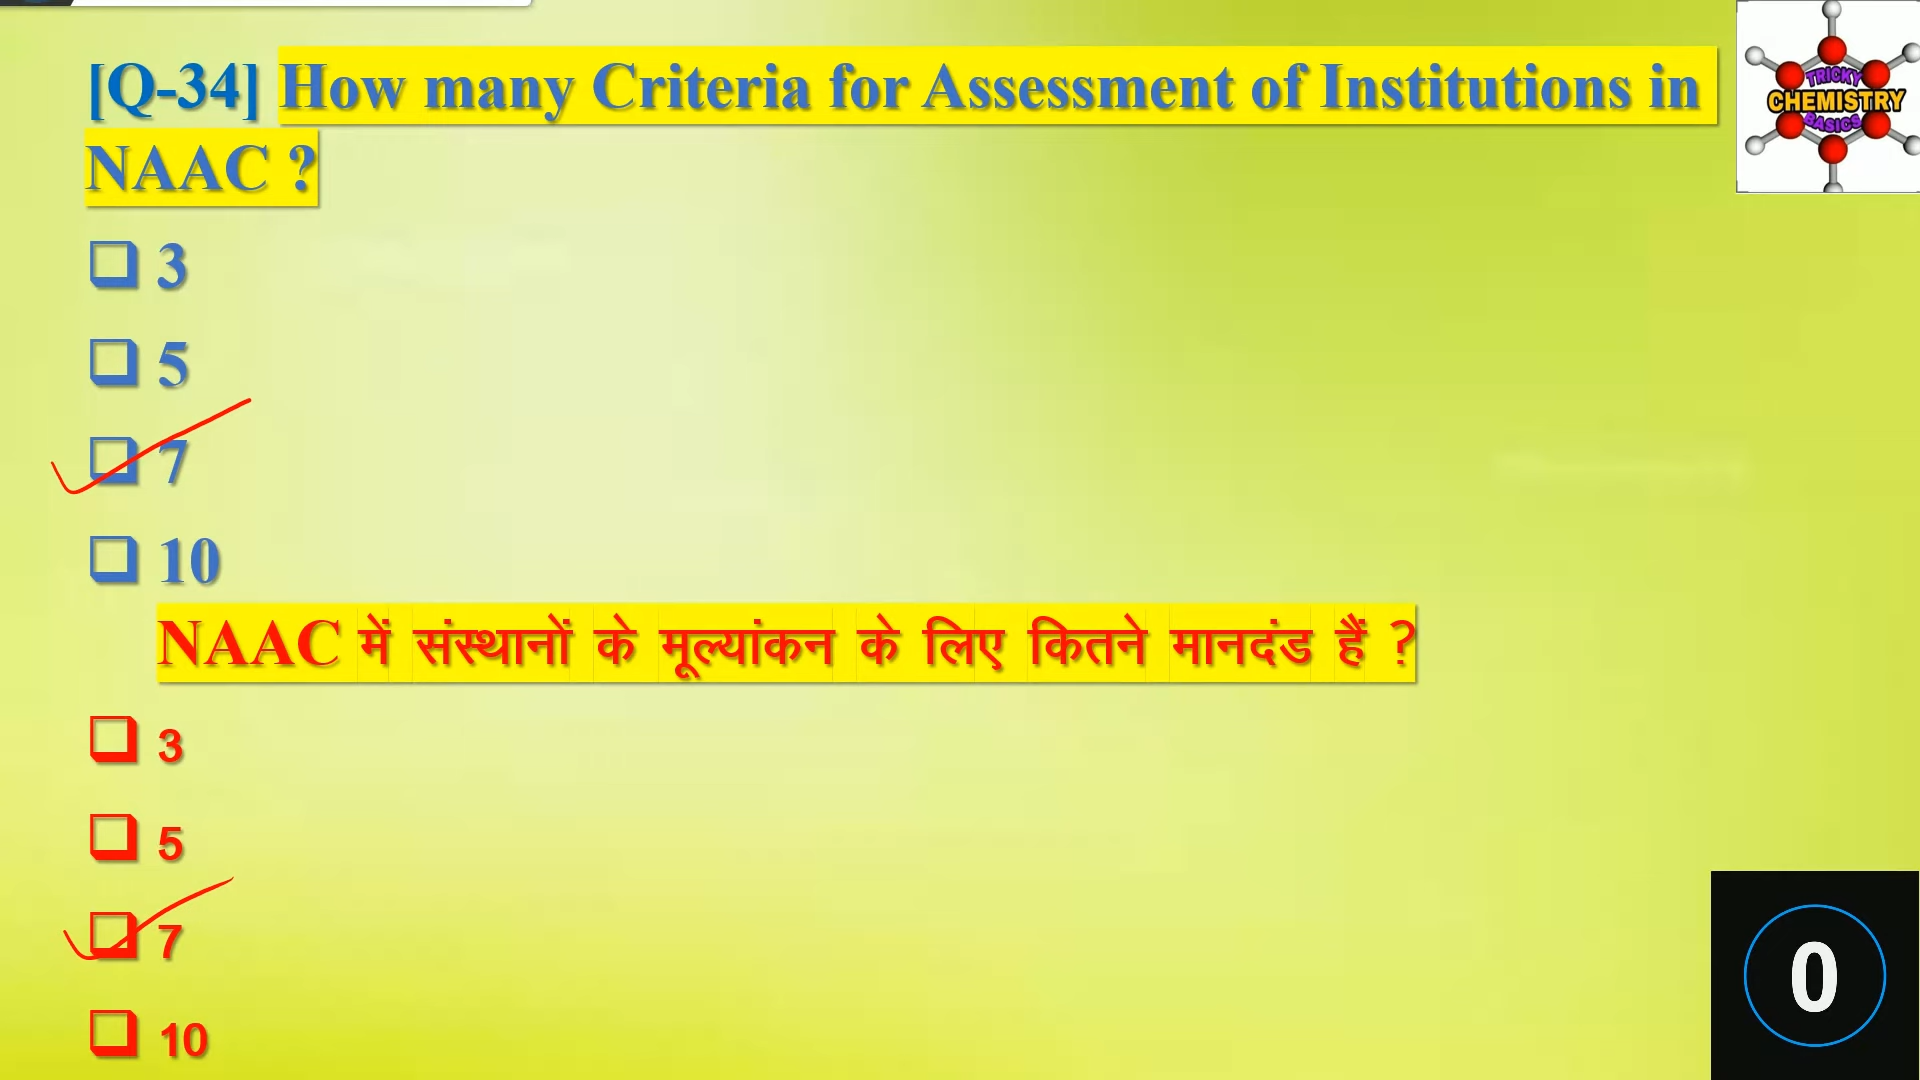 [Q-34] How many Criteria for Assessment of Institutions in
NAAC ?
3
5
7
10
NAAC में संस्थानों के मूल्यांकन के लिए कितने मानदंड हैं ?
3
5
7
10
TRICKY
CHEMISTRY
BASICS
0